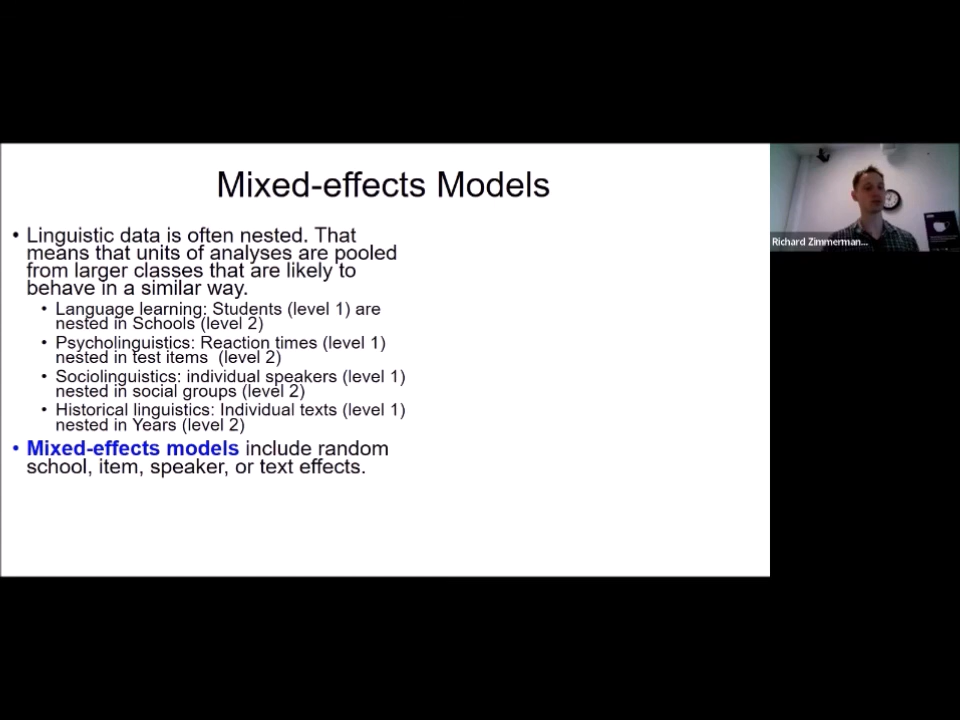 Mixed-effects Models
• Linguistic data is often nested. That
means that units of analyses are pooled
from larger classes that are likely to
behave in a similar way.
• Language learning: Students (level 1) are
nested in Schools (level 2)
• Psycholinguistics: Reaction times (level 1)
nested in test items (level 2)
• Sociolinguistics: individual speakers (level 1)
nested in social groups (level 2)
• Historical linguistics: Individual texts (level 1)
nested in Years (level 2)
• Mixed-effects models include random
school, item, speaker, or text effects.
Richard Zimmerman...